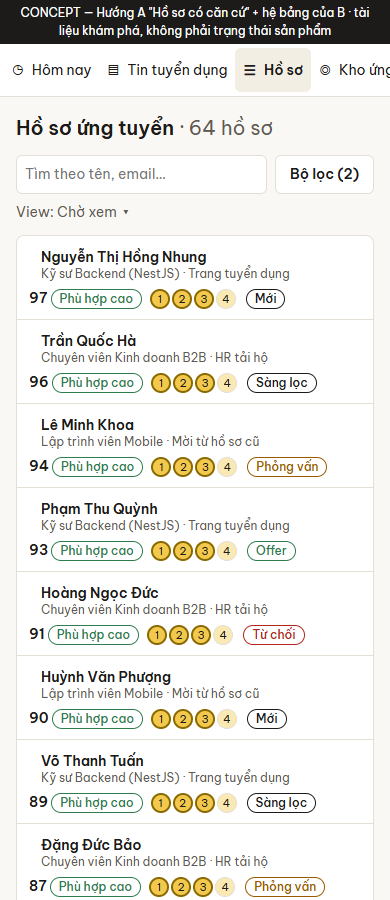 CONCEPT — Hướng A "Hồ sơ có căn cứ" + hệ bảng của B · tài
liệu khám phá, không phải trạng thái sản phẩm
Hôm nay
Tin tuyển dụng
Hồ sơ
Kho ứng
Hồ sơ ứng tuyển · 64 hồ sơ
Tìm theo tên, email...
Bộ lọc (2)
View: Chờ xem
Nguyễn Thị Hồng Nhung
Kỹ sư Backend (NestJS) · Trang tuyển dụng
97 Phù hợp cao 1 2 3 4 Mới
Trần Quốc Hà
Chuyên viên Kinh doanh B2B · HR tải hộ
96 Phù hợp cao 1 2 3 4 Sàng lọc
Lê Minh Khoa
Lập trình viên Mobile · Mời từ hồ sơ cũ
94 Phù hợp cao 1 2 3 4 Phỏng vấn
Phạm Thu Quỳnh
Kỹ sư Backend (NestJS) · Trang tuyển dụng
93 Phù hợp cao 1 2 3 4 Offer
Hoàng Ngọc Đức
Chuyên viên Kinh doanh B2B · HR tải hộ
91 Phù hợp cao 1 2 3 4 Từ chối
Huỳnh Văn Phượng
Lập trình viên Mobile · Mời từ hồ sơ cũ
90 Phù hợp cao 1 2 3 4 Mới
Võ Thanh Tuấn
Kỹ sư Backend (NestJS) · Trang tuyển dụng
89 Phù hợp cao 1 2 3 4 Sàng lọc
Đặng Đức Bảo
Chuyên viên Kinh doanh B2B · HR tải hộ
87 Phù hợp cao 1 2 3 4 Phỏng vấn